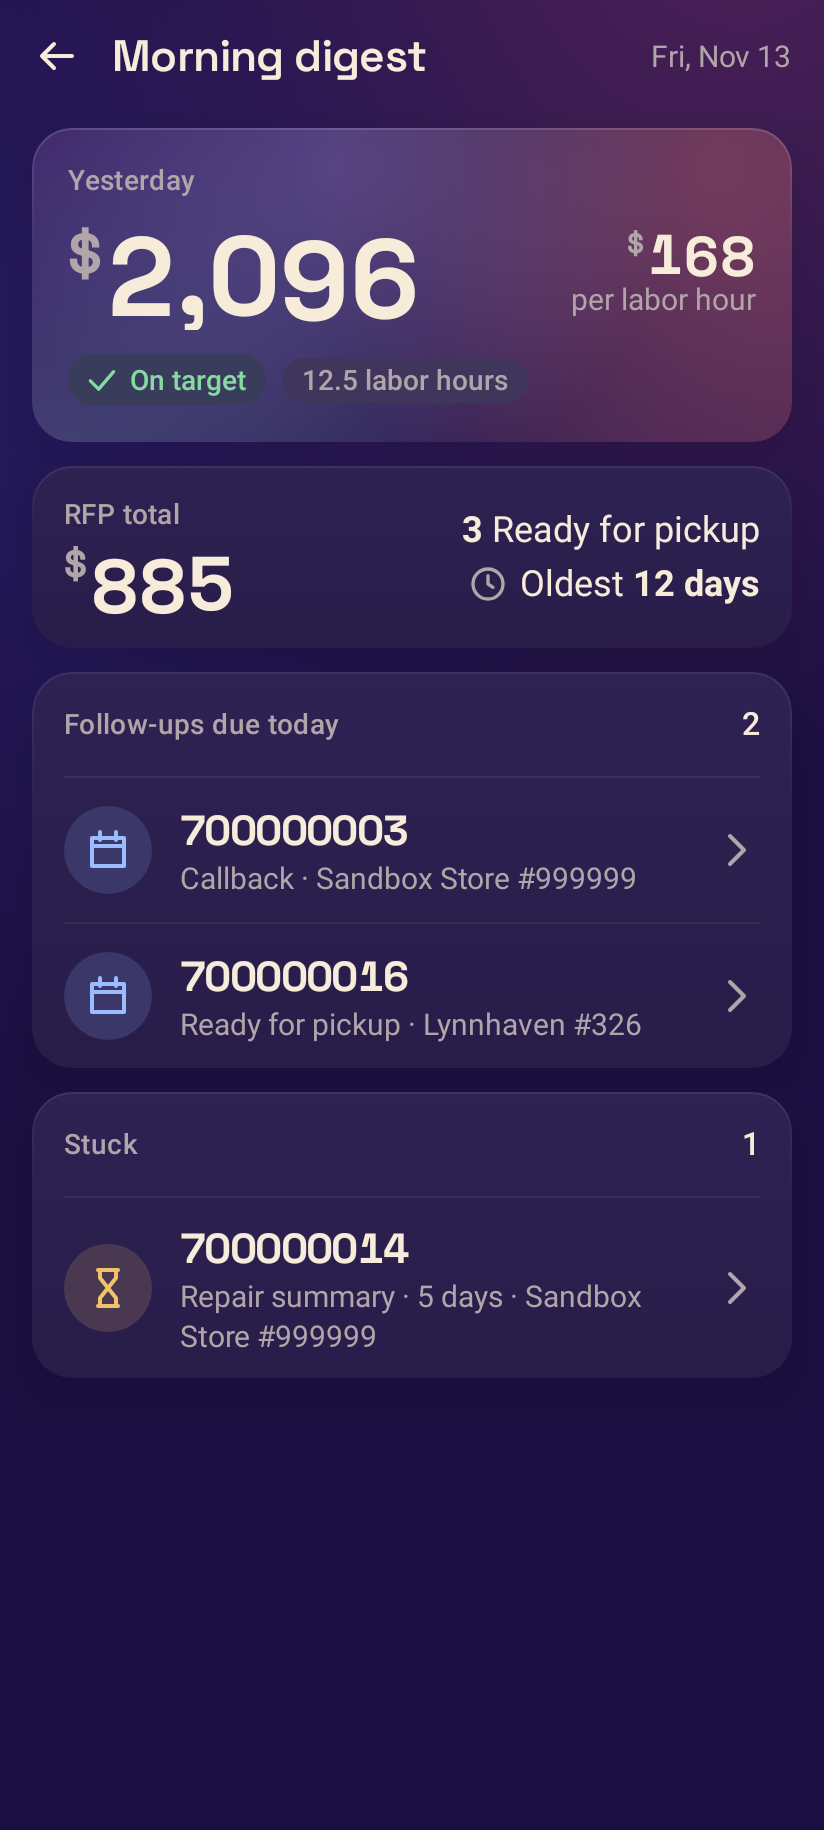 Morning digest
Fri, Nov 13
Yesterday
$2,096
$168
per labor hour
On target
12.5 labor hours
RFP total
$885
3 Ready for pickup
Oldest 12 days
Follow-ups due today
2
700000003
Callback · Sandbox Store #999999
700000016
Ready for pickup · Lynnhaven #326
Stuck
1
700000014
Repair summary · 5 days · Sandbox
Store #999999